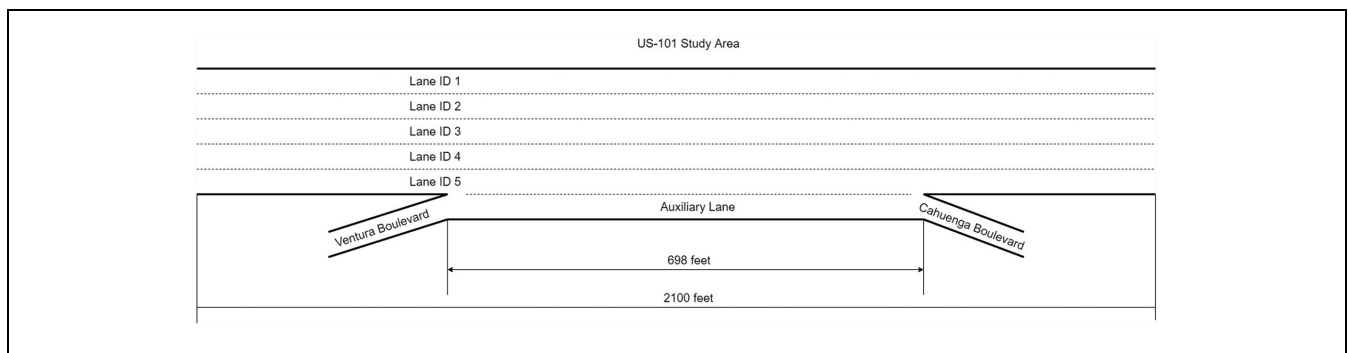 US-101 Study Area
Lane ID 1
Lane ID 2
Lane ID 3
Lane ID 4
Lane ID 5
Auxiliary Lane
Ventura Boulevard
Cahuenga Boulevard
698 feet
2100 feet